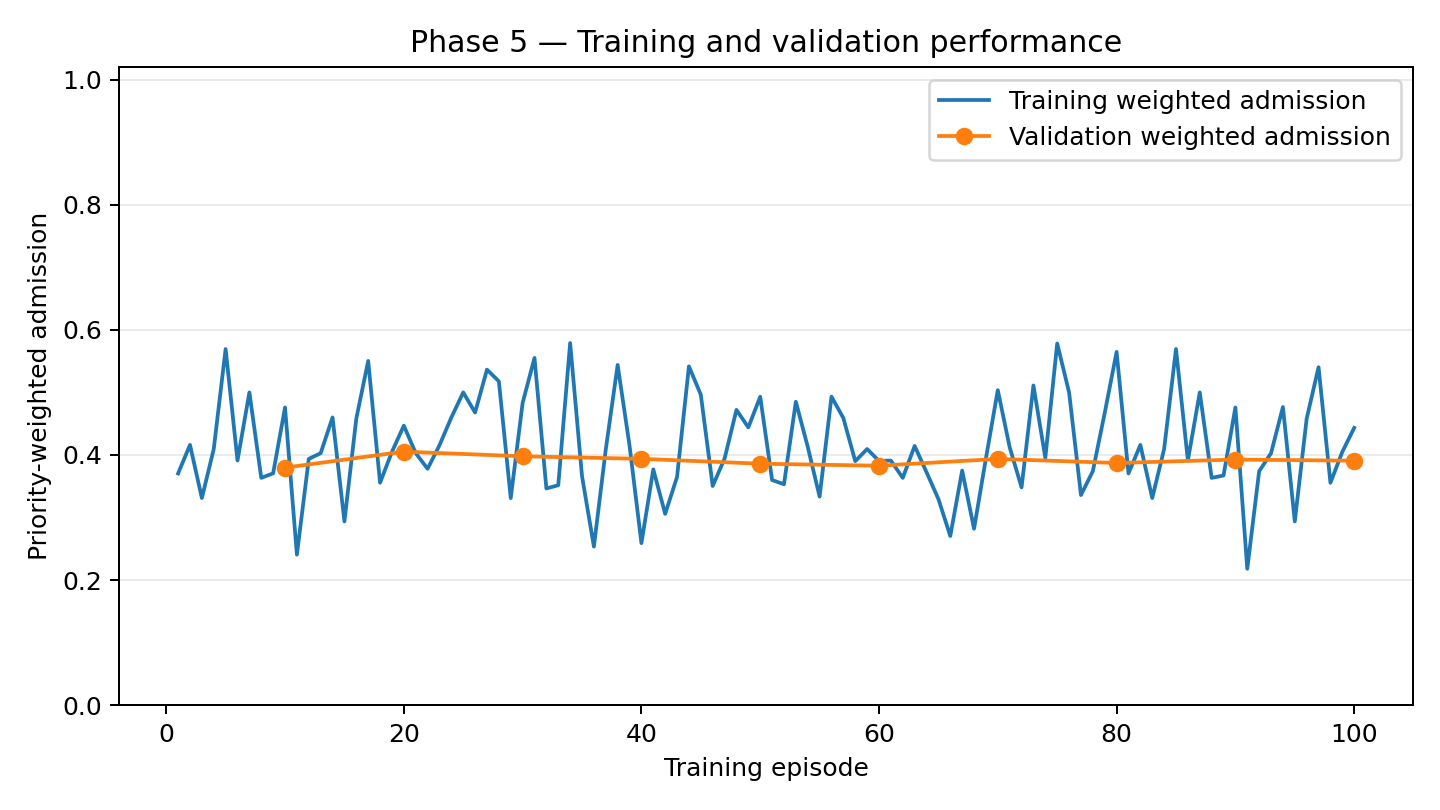 Phase 5 — Training and validation performance
Training weighted admission
Validation weighted admission
Priority-weighted admission
1.0
0.8
0.6
0.4
0.2
0.0
0
20
40
60
80
100
Training episode